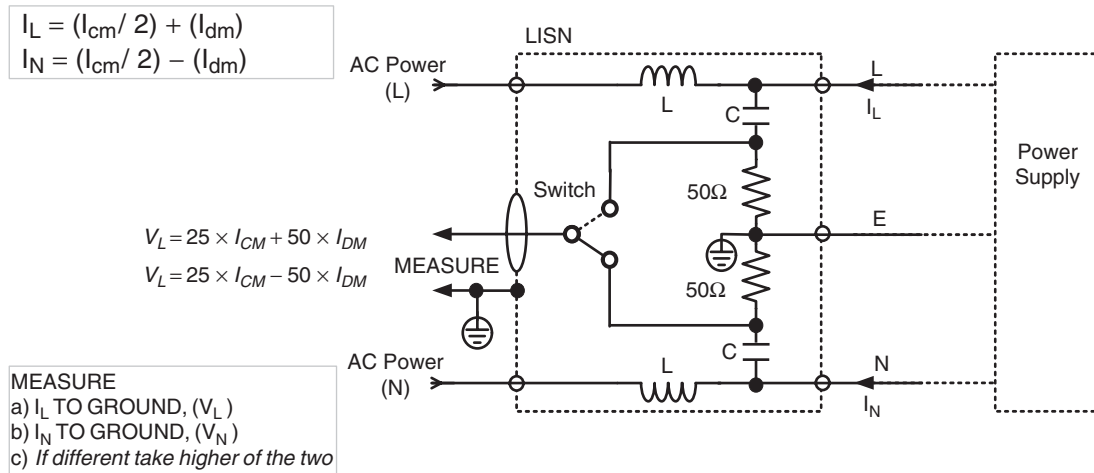 I_L = (I_cm/ 2) + (I_dm)
I_N = (I_cm/ 2) – (I_dm)
LISN
AC Power
(L)
L
L
I_L
C
Switch
50Ω
Power
Supply
V_L = 25 × I_CM + 50 × I_DM
E
MEASURE
V_L = 25 × I_CM – 50 × I_DM
50Ω
C
AC Power
(N)
L
N
I_N
MEASURE
a) I_L TO GROUND, (V_L)
b) I_N TO GROUND, (V_N)
c) If different take higher of the two